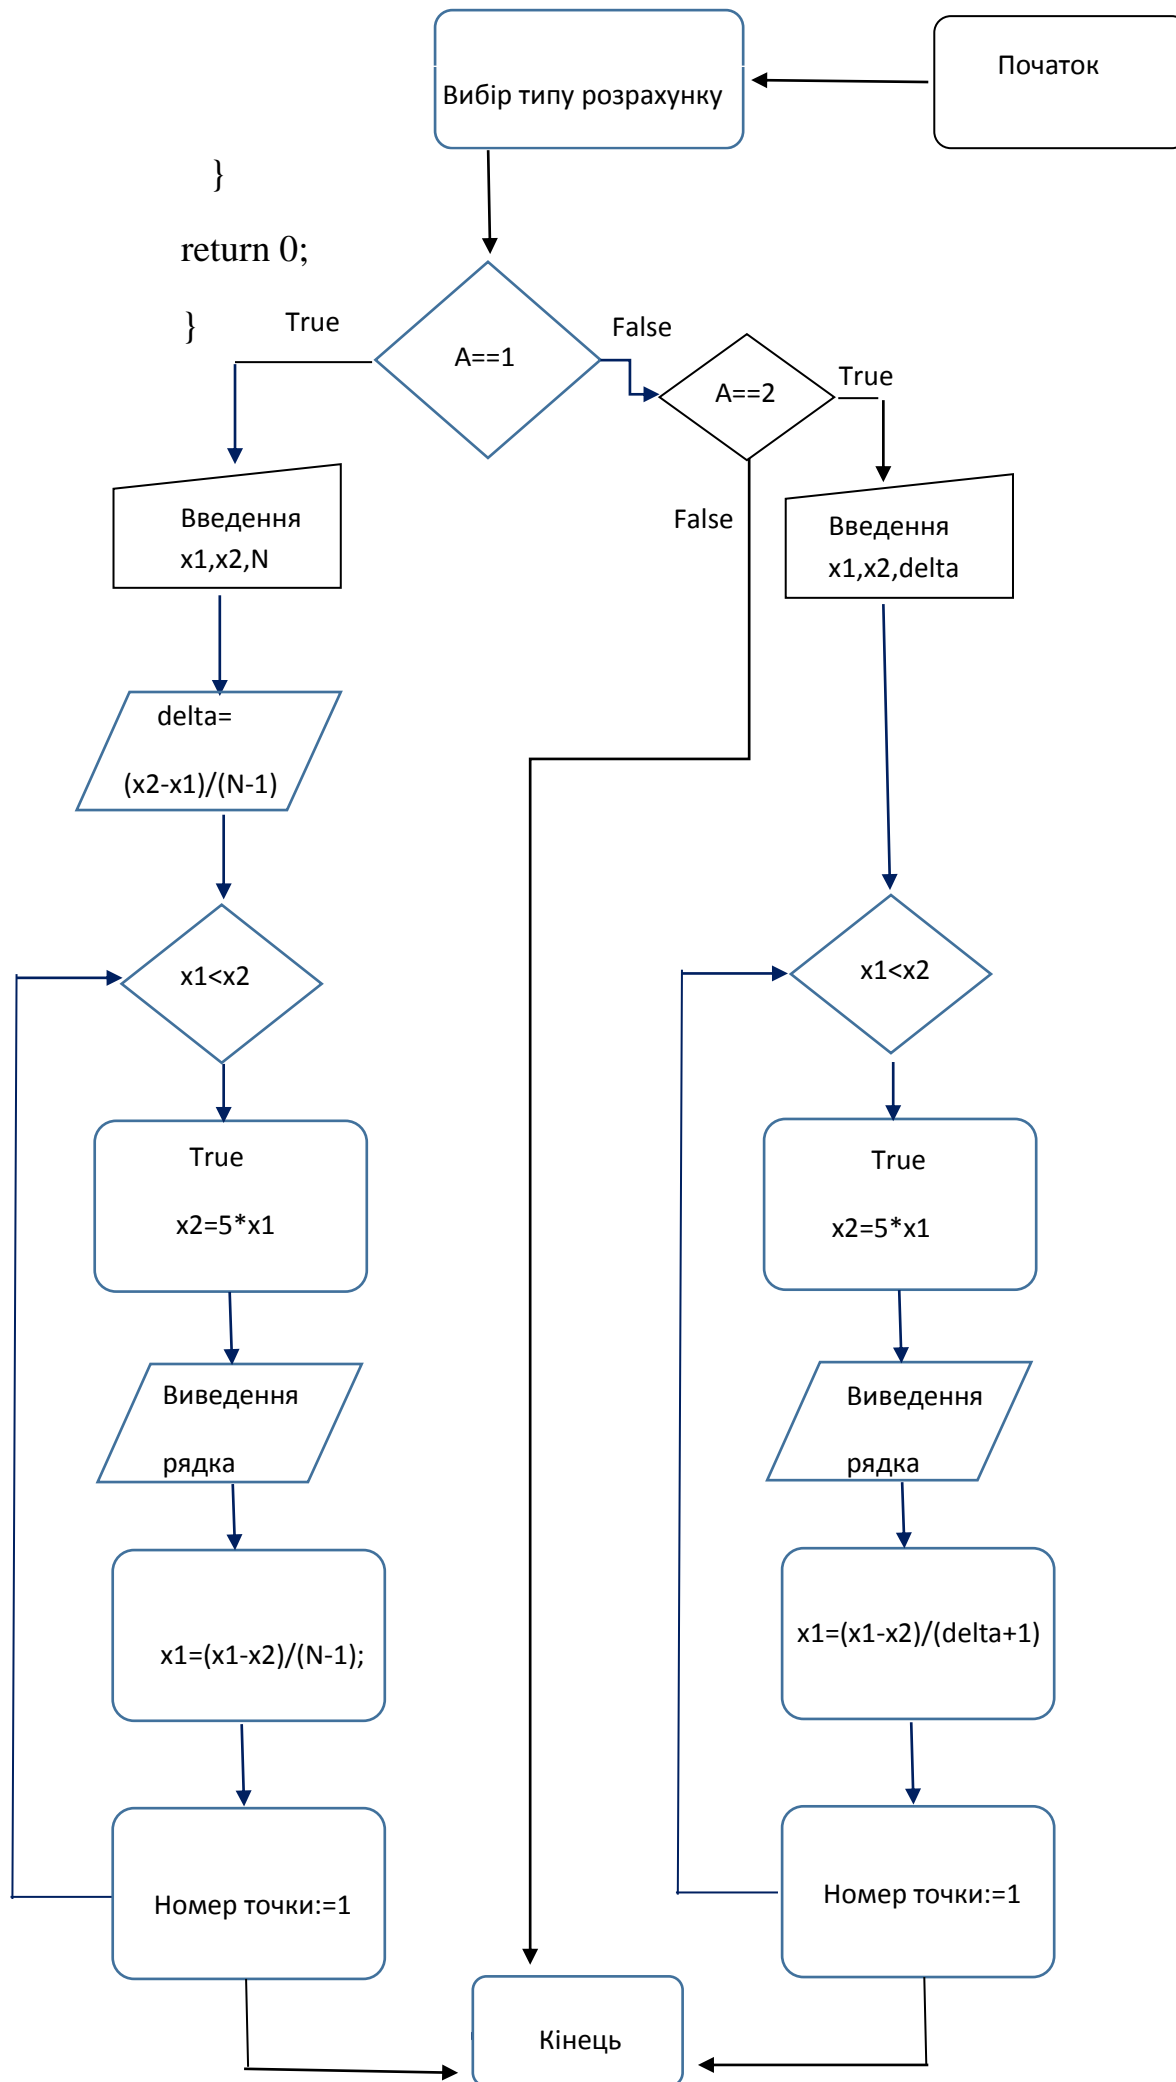 Початок
Вибір типу розрахунку
}
return 0;
}
True
A==1
False
A==2
True
False
Введення
x1,x2,N
Введення
x1,x2,delta
delta=
(x2-x1)/(N-1)
x1<x2
x1<x2
True
x2=5*x1
True
x2=5*x1
Виведення
рядка
Виведення
рядка
x1=(x1-x2)/(N-1);
x1=(x1-x2)/(delta+1)
Номер точки:=1
Номер точки:=1
Кінець